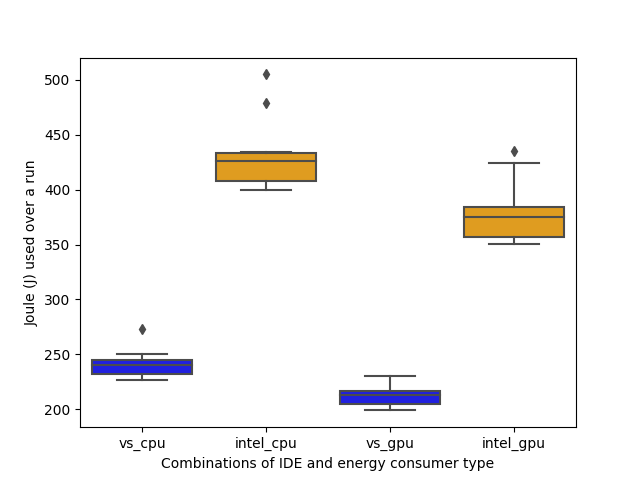 500
450
400
350
300
250
200
Joule (J) used over a run
vs_cpu intel_cpu vs_gpu intel_gpu
Combinations of IDE and energy consumer type